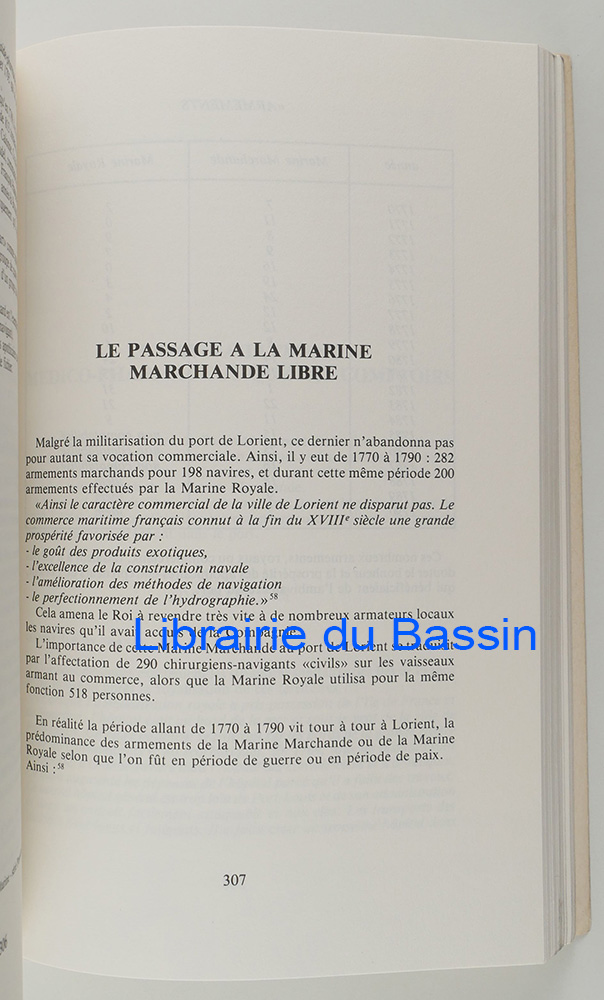 LE PASSAGE A LA MARINE
MARCHANDE LIBRE
Malgré la militarisation du port de Lorient, ce dernier n'abandonna pas
pour autant sa vocation commerciale. Ainsi, il y eut de 1770 à 1790 : 282
armements marchands pour 198 navires, et durant cette même période 200
armements effectués par la Marine Royale.
«Ainsi le caractère commercial de la ville de Lorient ne disparut pas. Le
commerce maritime français connut à la fin du XVIIIe siècle une grande
prospérité favorisée par :
- le goût des produits exotiques,
- l'excellence de la construction navale
- l'amélioration des méthodes de navigation
- le perfectionnement de l'hydrographie.»58
Cela amena le Roi à revendre très vite à de nombreux armateurs locaux
les navires qu'il avait acquis de la Compagnie.
Librairie du Bassin
L'importance de cette Marine Marchande au port de Lorient se traduisit
par l'affectation de 290 chirurgiens-navigants «civils» sur les vaisseaux
armant au commerce, alors que la Marine Royale utilisa pour la même
fonction 518 personnes.
En réalité la période allant de 1770 à 1790 vit tour à tour à Lorient, la
prédominance des armements de la Marine Marchande ou de la Marine
Royale selon que l'on fût en période de guerre ou en période de paix.
Ainsi :58
307